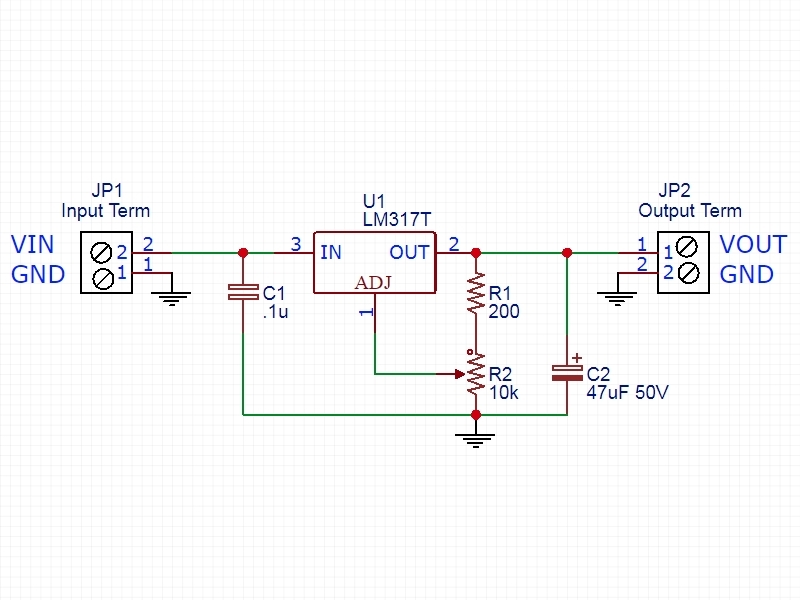 JP1
Input Term
VIN
GND
2
1
2
1
U1
LM317T
3
IN
OUT
2
ADJ
1
C1
.1u
R1
200
R2
10k
+
C2
47uF 50V
JP2
Output Term
1
2
1
2
VOUT
GND